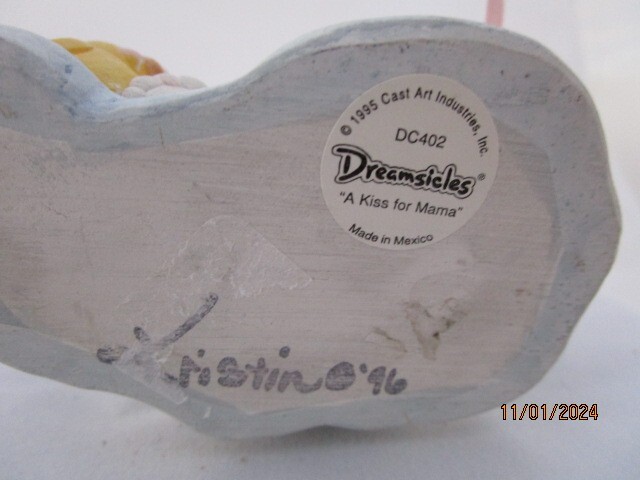 © 1995 Cast Art Industries, Inc.
DC402
Dreamsicles®
"A Kiss for Mama"
Made in Mexico
Kristin @'96
11/01/2024